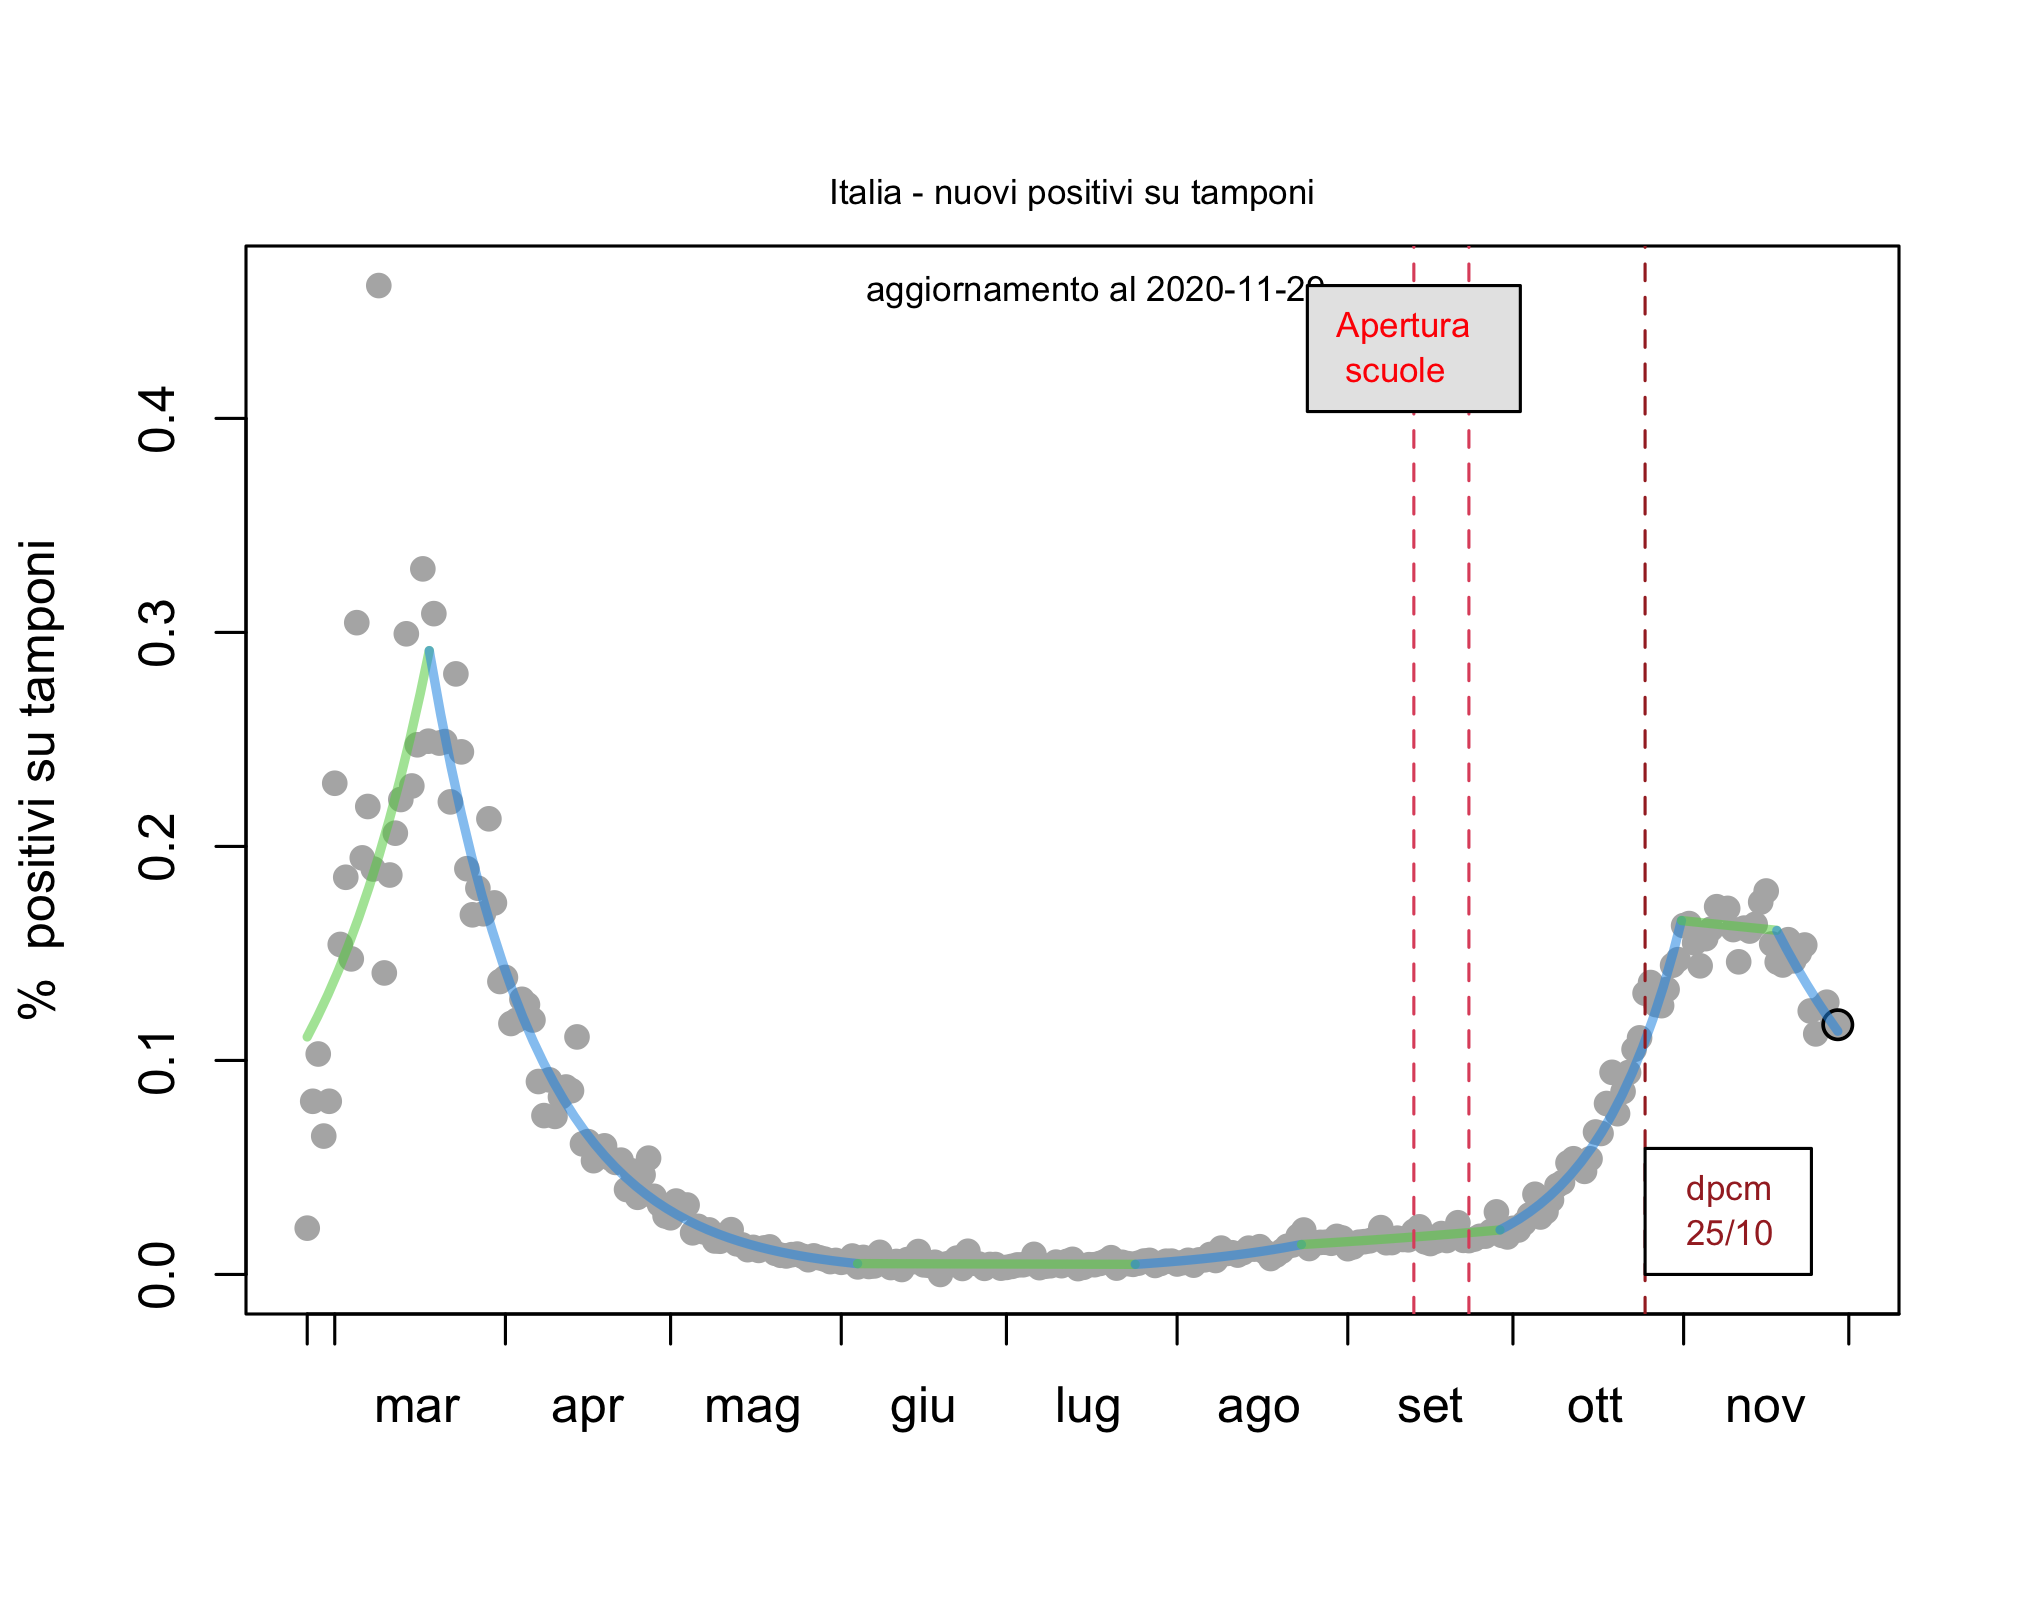 Italia - nuovi positivi su tamponi
aggiornamento al 2020-11-29
Apertura
scuole
% positivi su tamponi
0.4
0.3
0.2
0.1
0.0
dpcm
25/10
mar apr mag giu lug ago set ott nov